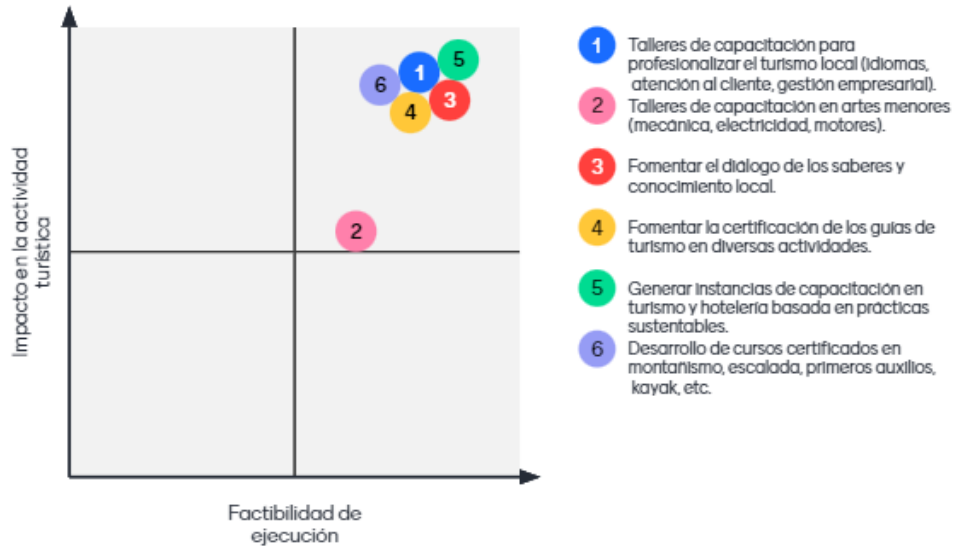 Impacto en la actividad
turística
6
1
5
4
3
2
Factibilidad de
ejecución
1
Talleres de capacitación para
profesionalizar el turismo local (idiomas,
atención al cliente, gestión empresarial).
2
Talleres de capacitación en artes menores
(mecánica, electricidad, motores).
3
Fomentar el diálogo de los saberes y
conocimiento local.
4
Fomentar la certificación de los guías de
turismo en diversas actividades.
5
Generar instancias de capacitación en
turismo y hotelería basada en prácticas
sustentables.
6
Desarrollo de cursos certificados en
montañismo, escalada, primeros auxilios,
kayak, etc.